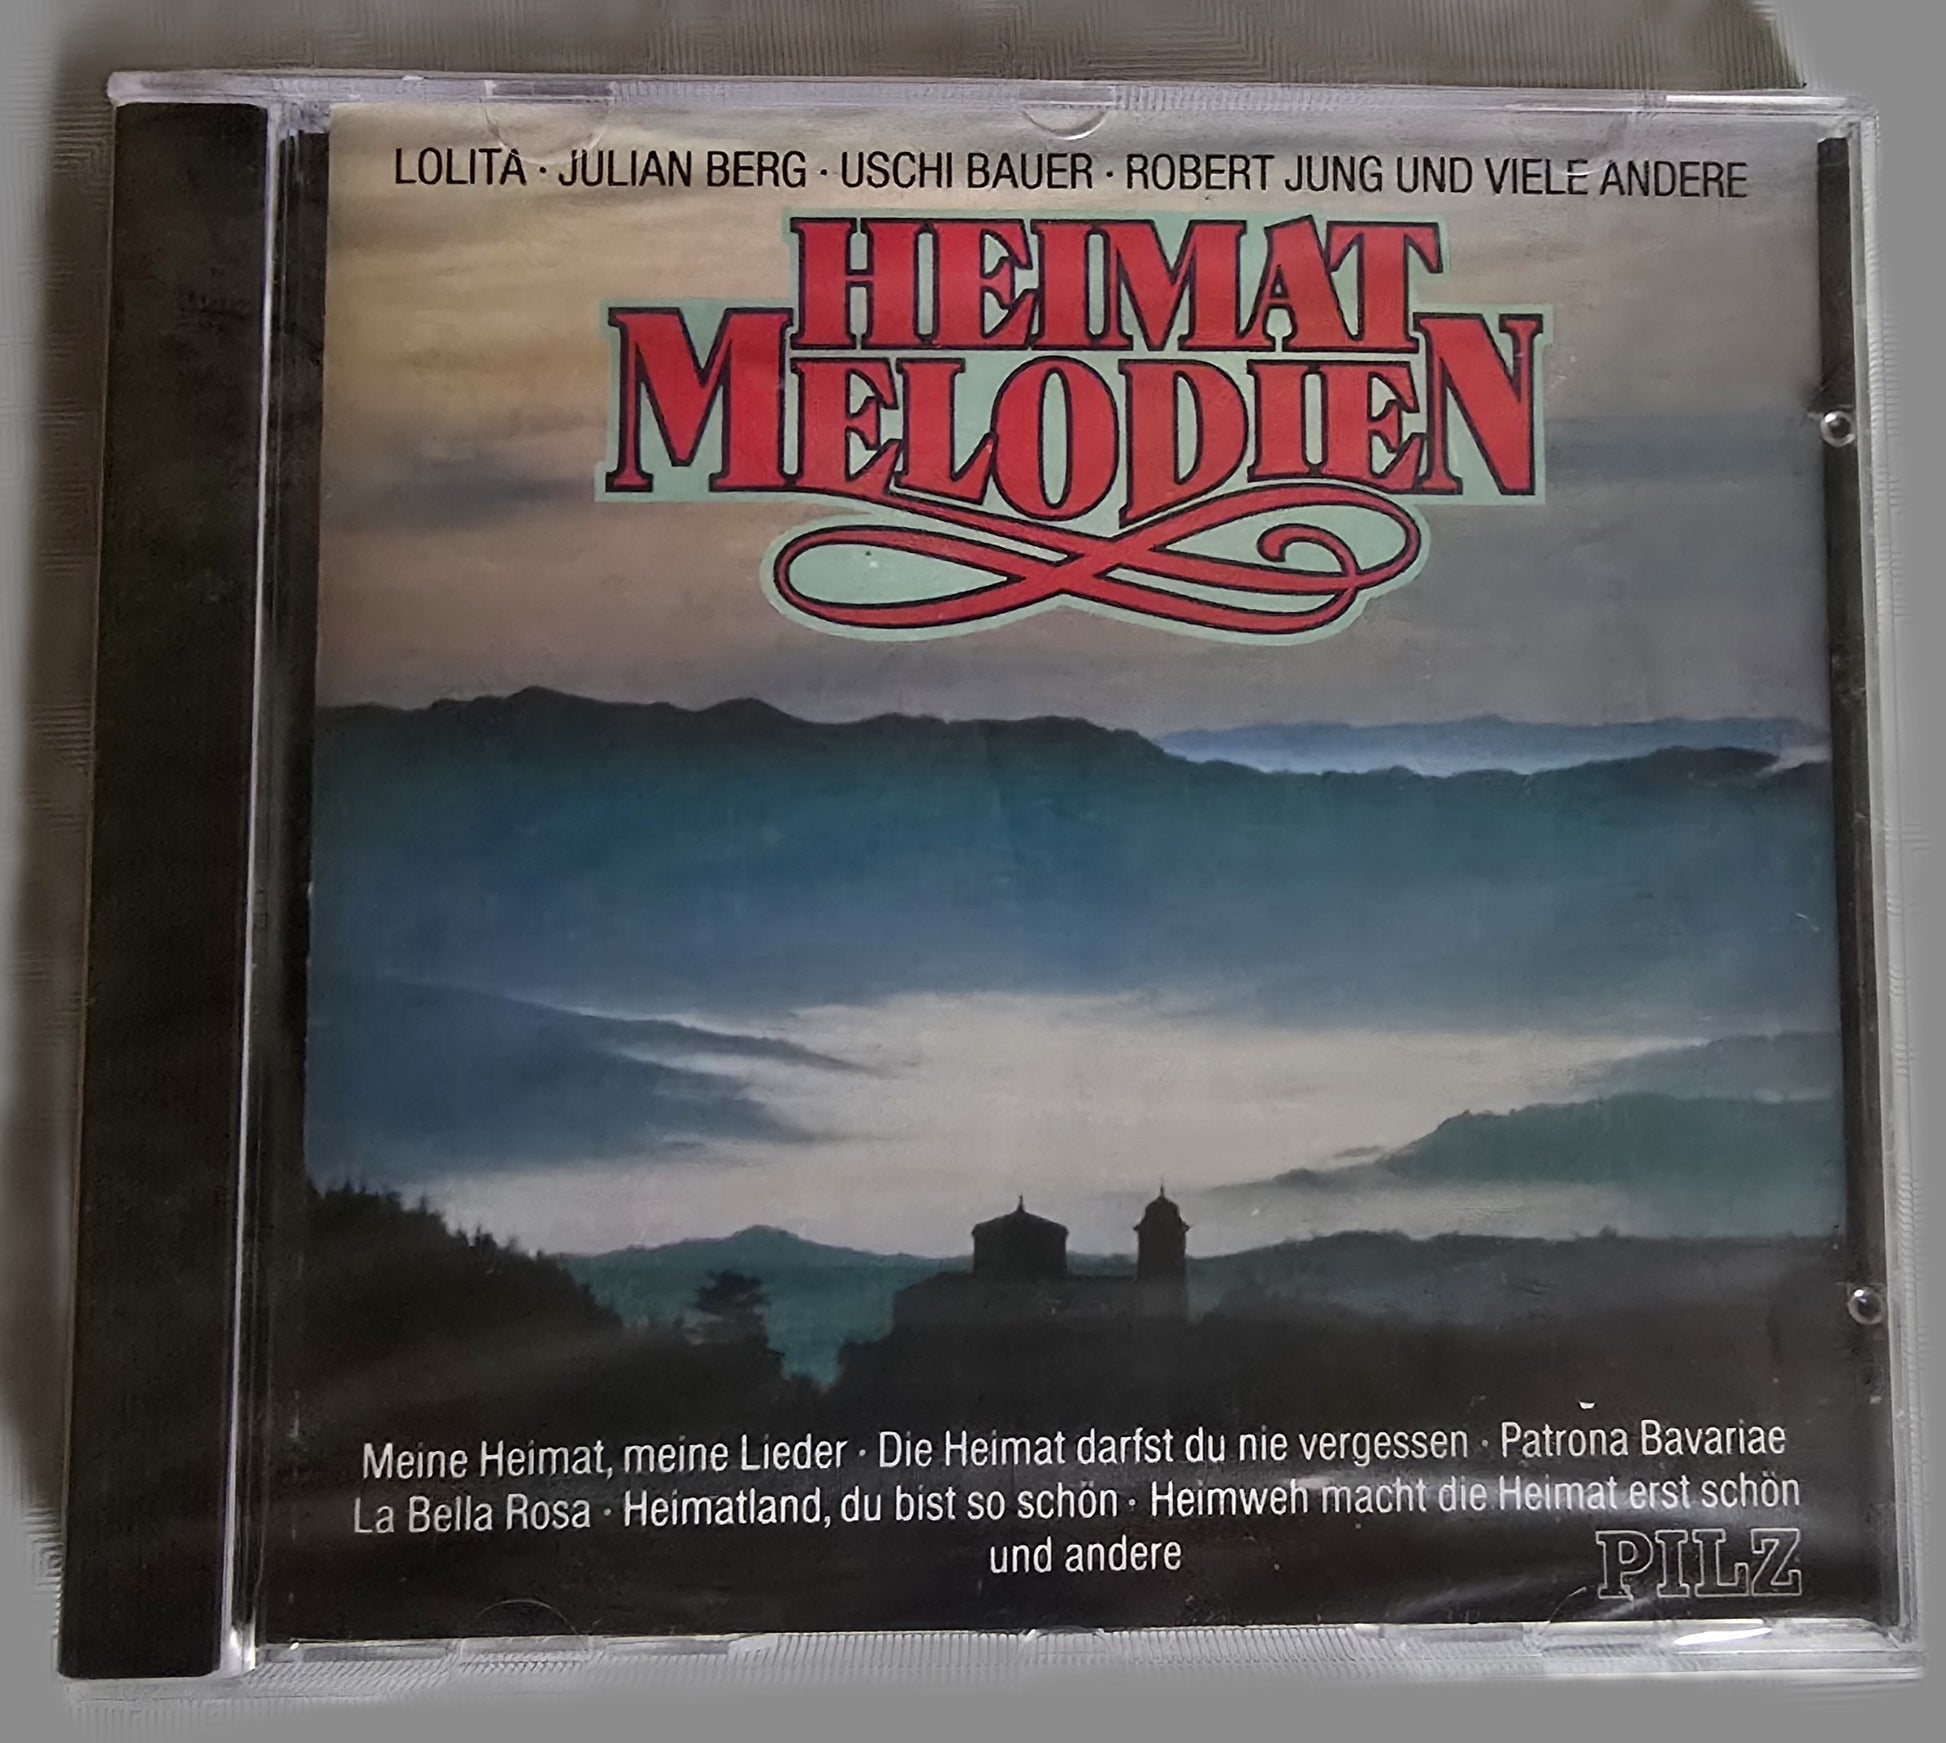 LOLITA · JULIAN BERG · USCHI BAUER · ROBERT JUNG UND VIELE ANDERE
HEIMAT
MELODIEN
Meine Heimat, meine Lieder · Die Heimat darfst du nie vergessen · Patrona Bavariae
La Bella Rosa · Heimatland, du bist so schön · Heimweh macht die Heimat erst schön
und andere
PILZ